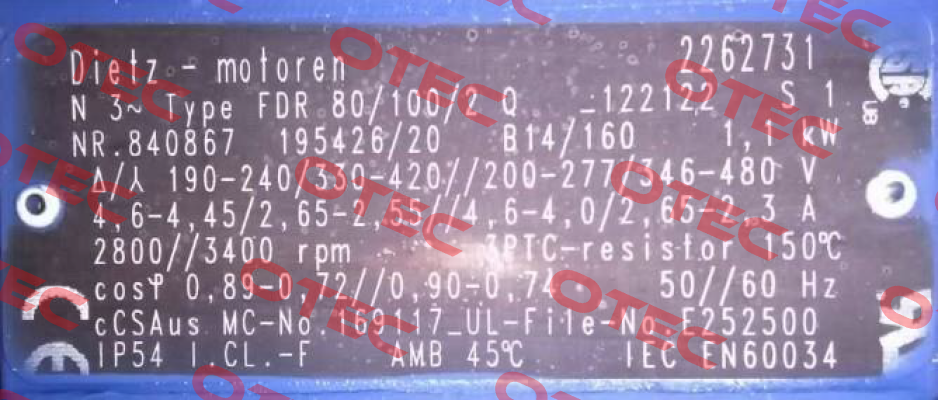 Dietz - motoren 2262731
N 3~ Type FDR 80/100/2 Q _122122 S 1
NR.840867 195426/20 B14/160 1,1 kW
Δ/⅄ 190-240/330-420//200-277/346-480 V
4,6-4,45/2,65-2,55//4,6-4,0/2,65-2,3 A
2800//3400 rpm 3PTC-resistor 150°C
cosφ 0,89-0,72//0,90-0,74 50//60 Hz
cCSAus MC-No.169117_UL-File-No E252500
IP54 I.CL.-F AMB 45°C IEC EN60034
OTEC